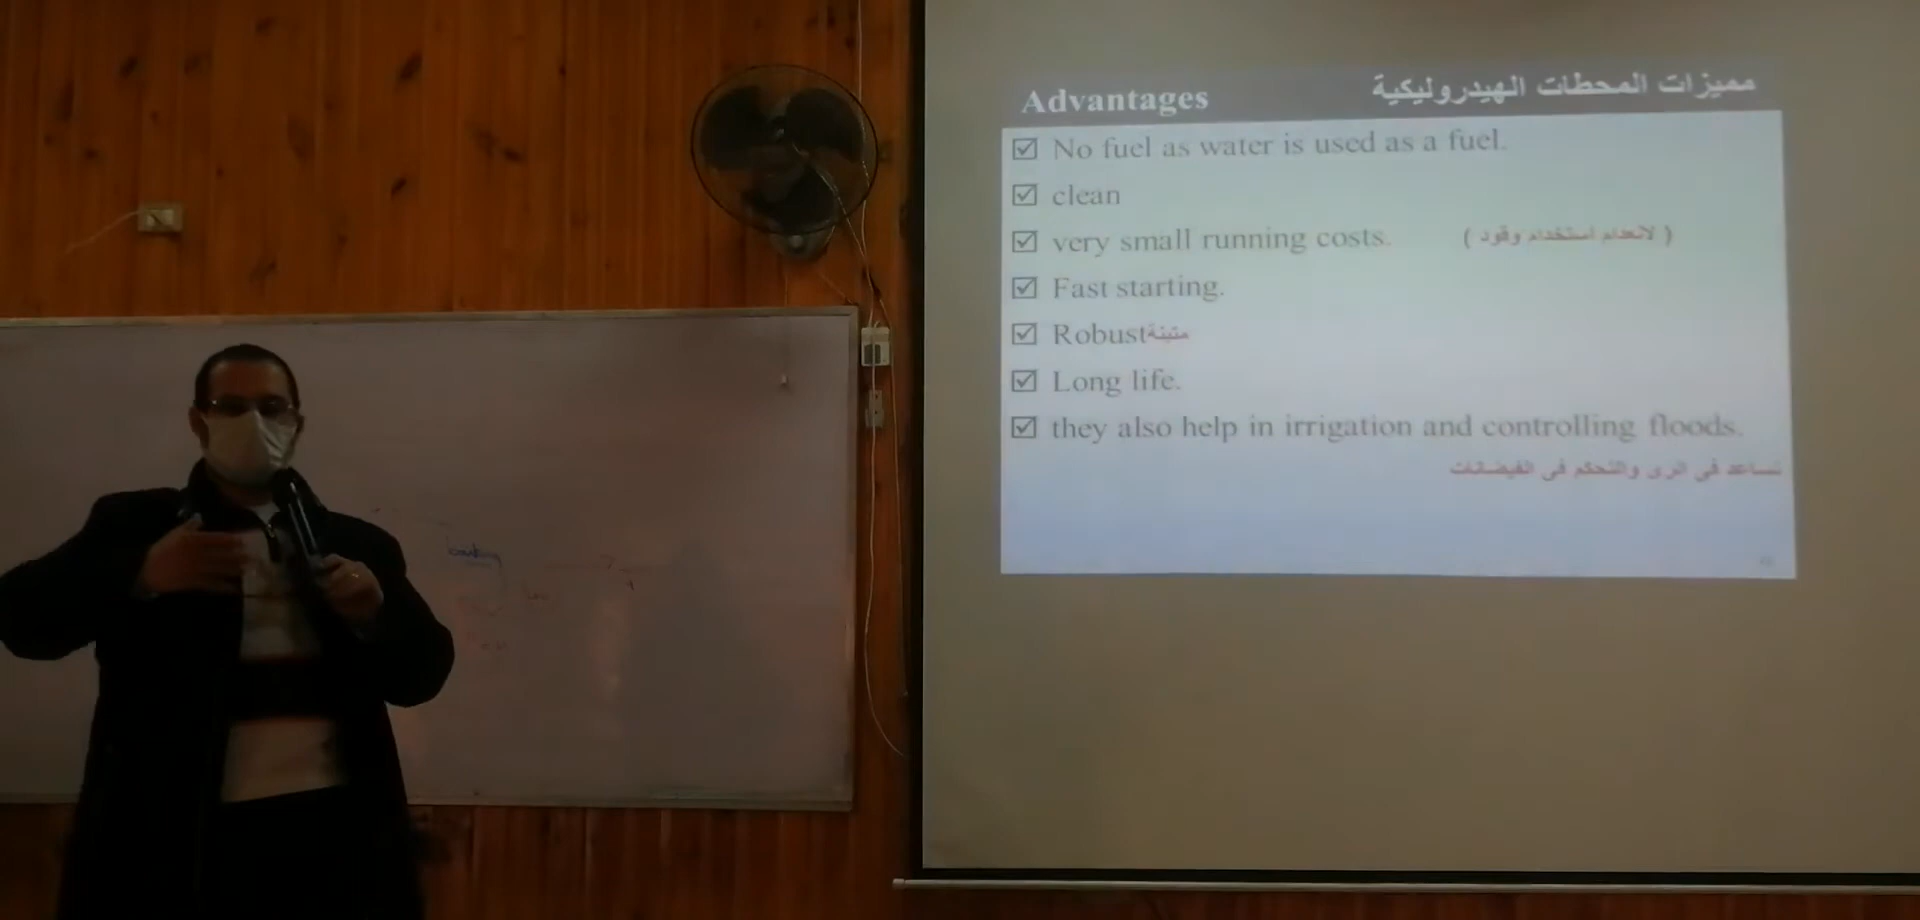 Advantages مميزات المحطات الهيدروليكية
No fuel as water is used as a fuel.
clean
very small running costs. ( لانعدام استخدام وقود )
Fast starting.
Robust متينة
Long life.
they also help in irrigation and controlling floods.
تساعد في الرى والتحكم في الفيضانات